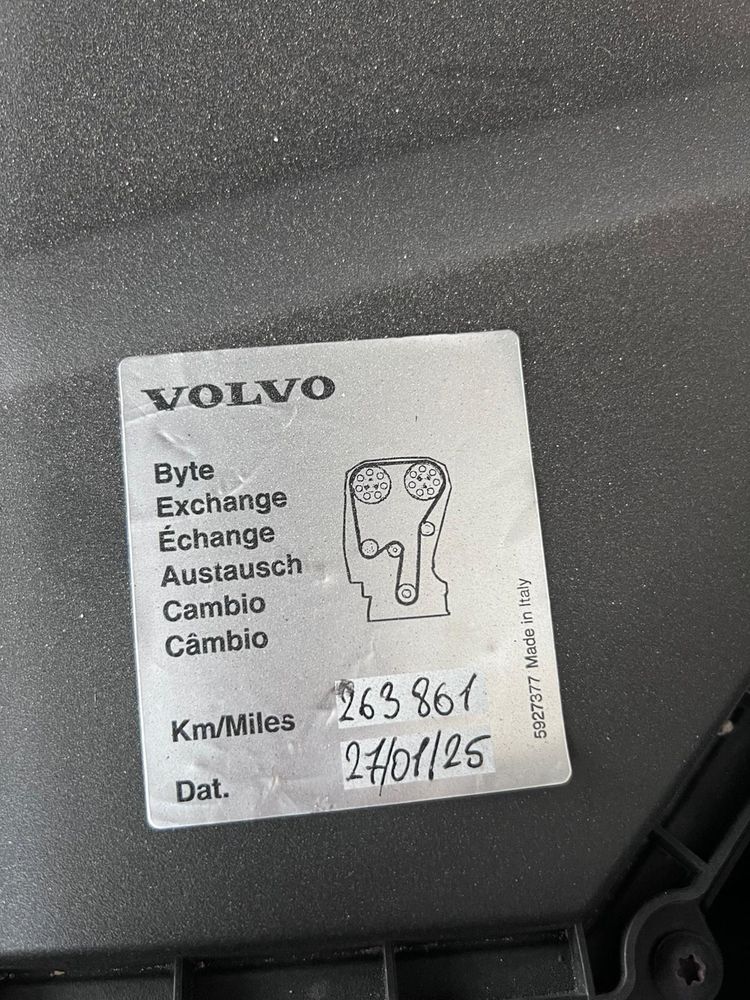 VOLVO
Byte
Exchange
Échange
Austausch
Cambio
Câmbio
Km/Miles 263 861
Dat. 27/01/25
5927377 Made in Italy